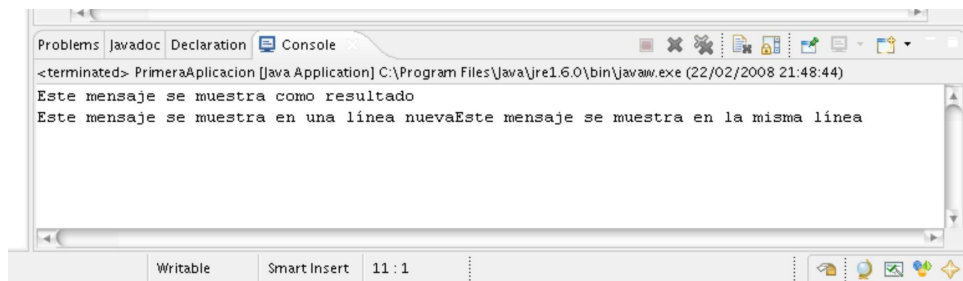 Problems Javadoc Declaration Console
<terminated> PrimeraAplicacion [Java Application] C:\Program Files\Java\jre1.6.0\bin\javaw.exe (22/02/2008 21:48:44)
Este mensaje se muestra como resultado
Este mensaje se muestra en una línea nuevaEste mensaje se muestra en la misma línea
Writable Smart Insert 11 : 1